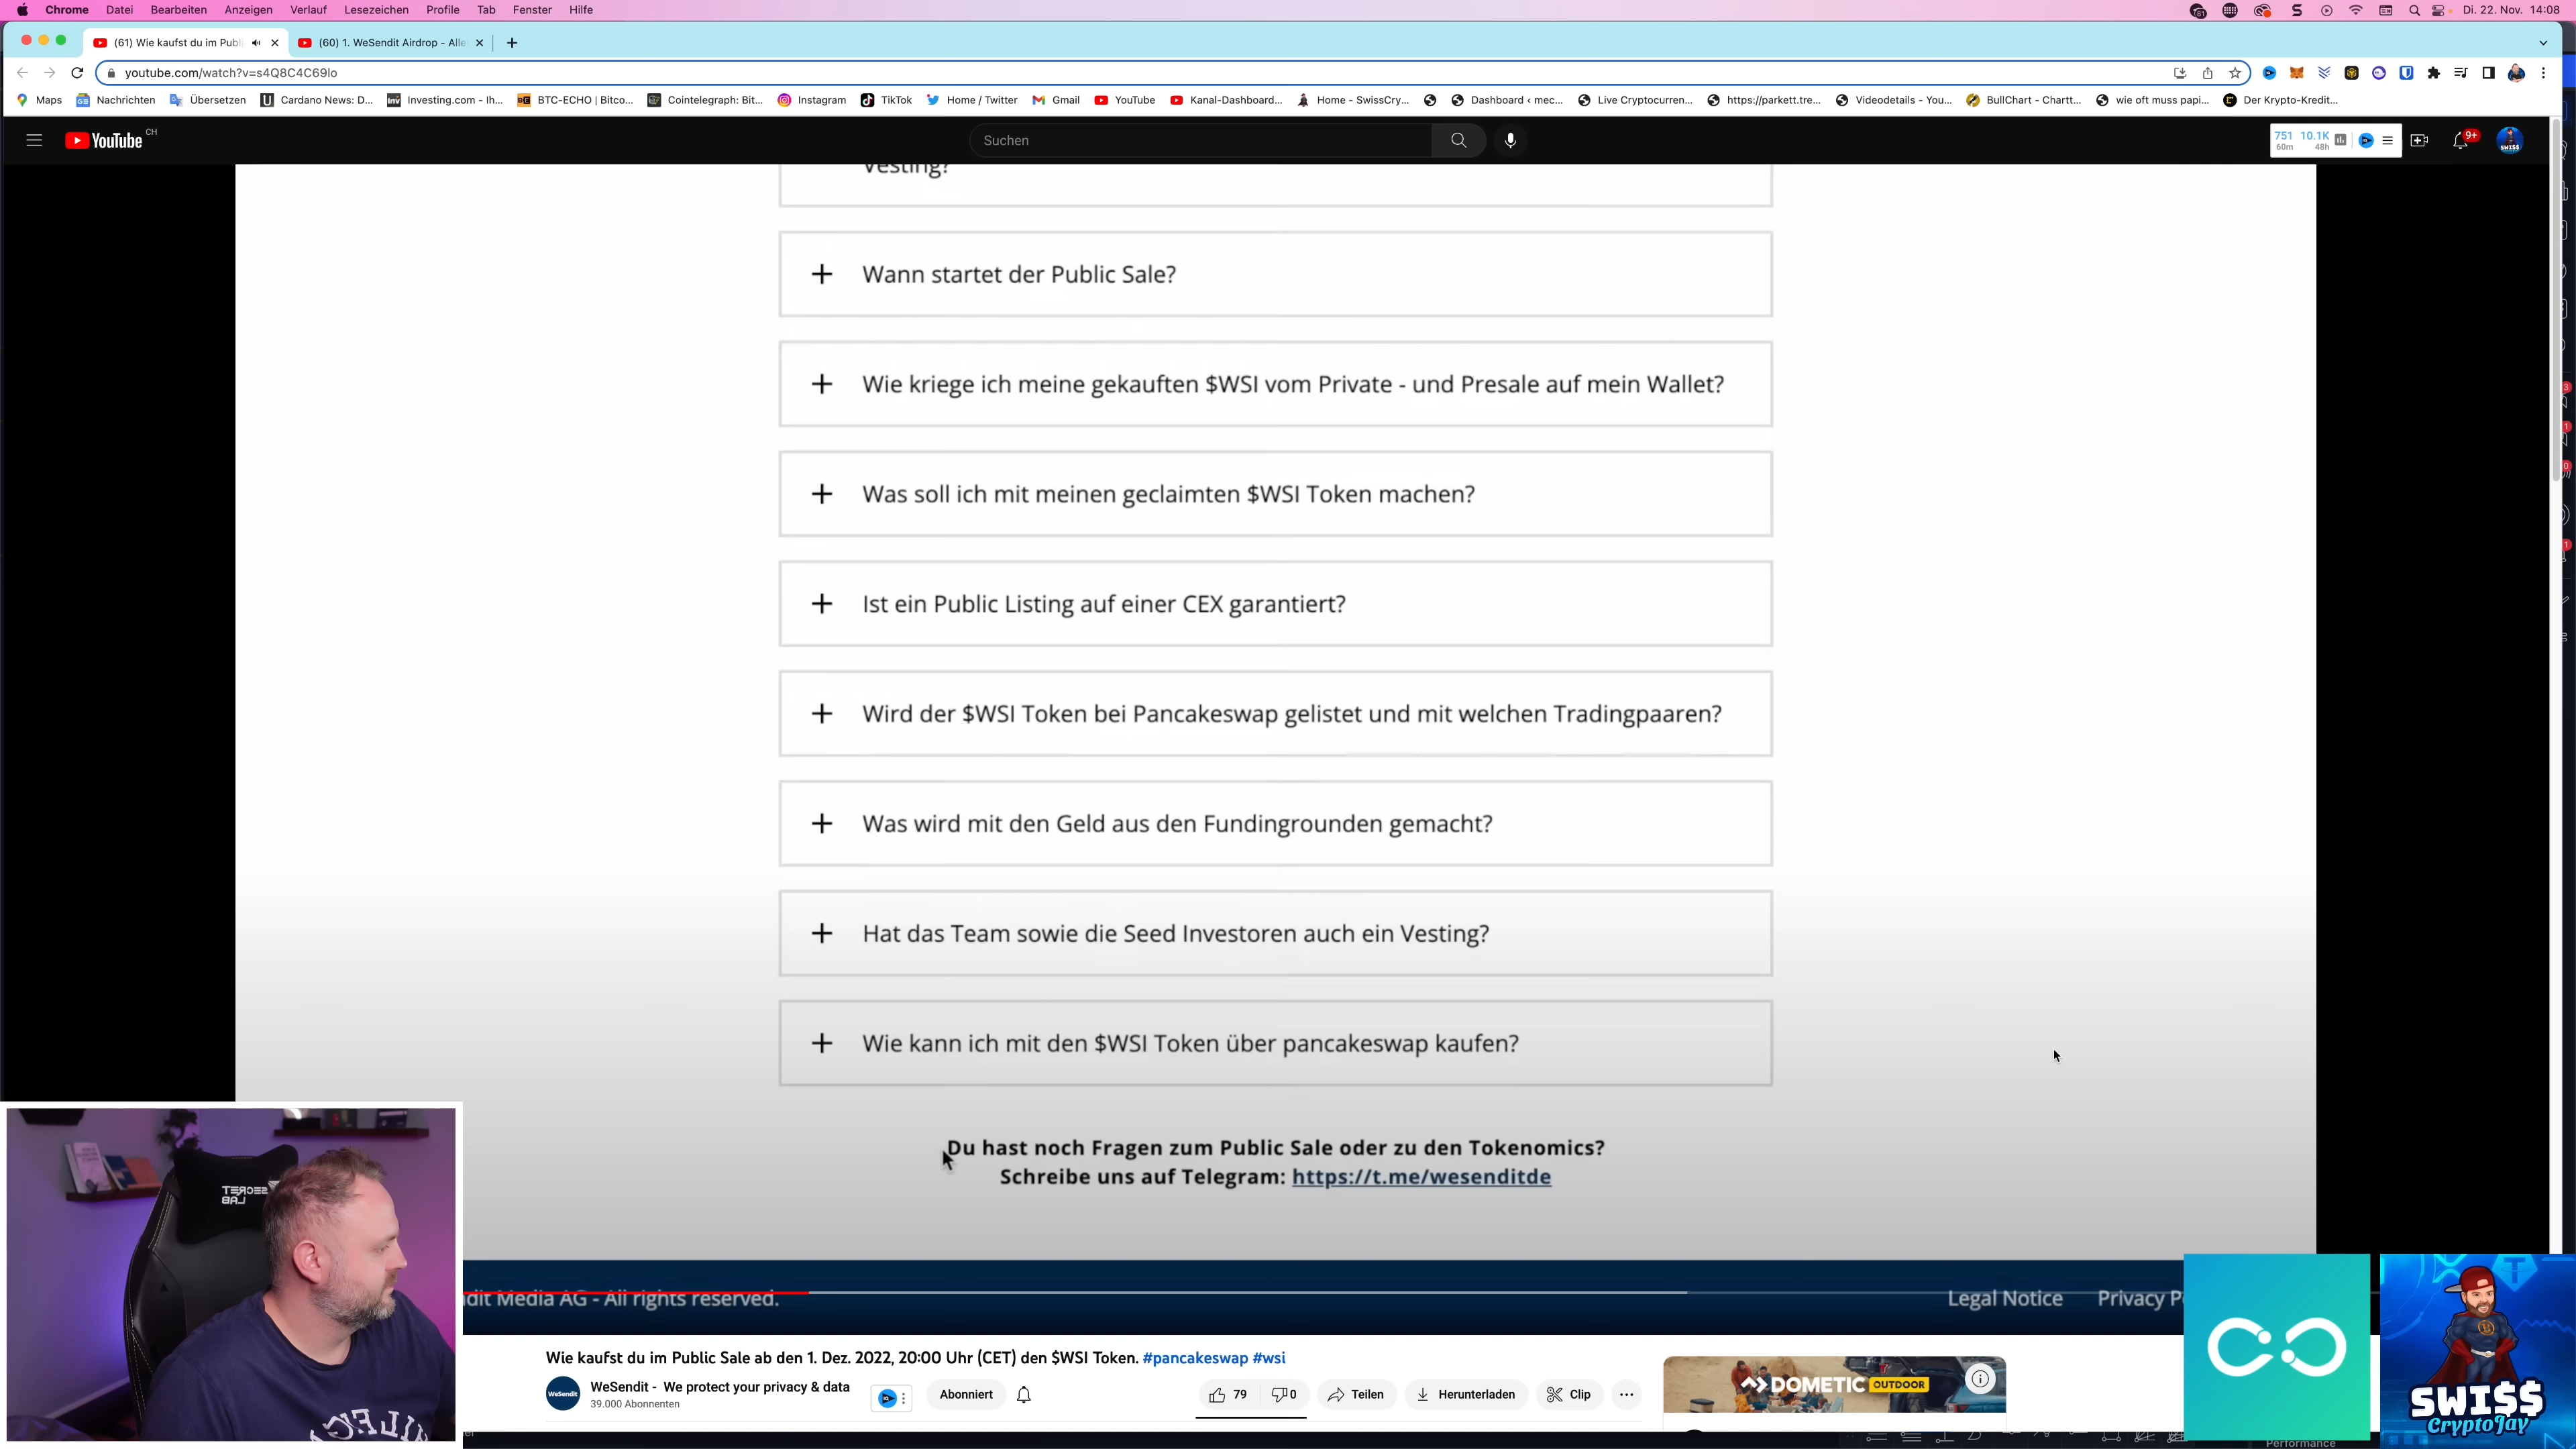 Chrome Datei Bearbeiten Anzeigen Verlauf Lesezeichen Profile Tab Fenster Hilfe
Di. 22. Nov. 14:08
(61) Wie kaufst du im Publ
(60) 1. WeSendit Airdrop - Alle
youtube.com/watch?v=s4Q8C4C69Io
Maps Nachrichten Übersetzen Cardano News: D... Investing.com - Ih... BTC-ECHO | Bitco... Cointelegraph: Bit... Instagram TikTok Home / Twitter Gmail YouTube Kanal-Dashboard... Home - SwissCry... Dashboard ‹ mec... Live Cryptocurren... https://parkett.tre... Videodetails - You... BullChart - Chartt... wie oft muss papi... Der Krypto-Kredit...
YouTube CH
Suchen
751 10.1K
60m 48h
9+
Vesting?
Wann startet der Public Sale?
Wie kriege ich meine gekauften $WSI vom Private - und Presale auf mein Wallet?
Was soll ich mit meinen geclaimten $WSI Token machen?
Ist ein Public Listing auf einer CEX garantiert?
Wird der $WSI Token bei Pancakeswap gelistet und mit welchen Tradingpaaren?
Was wird mit den Geld aus den Fundingrounden gemacht?
Hat das Team sowie die Seed Investoren auch ein Vesting?
Wie kann ich mit den $WSI Token über pancakeswap kaufen?
Du hast noch Fragen zum Public Sale oder zu den Tokenomics?
Schreibe uns auf Telegram: https://t.me/wesenditde
SECRET
LAB
dit Media AG - All rights reserved.
Legal Notice Privacy P
Wie kaufst du im Public Sale ab den 1. Dez. 2022, 20:00 Uhr (CET) den $WSI Token. #pancakeswap #wsi
WeSendit
WeSendit - We protect your privacy & data
39.000 Abonnenten
Abonniert
79 0 Teilen Herunterladen Clip
DOMETIC OUTDOOR
SWI$$
CryptoJay
Performance